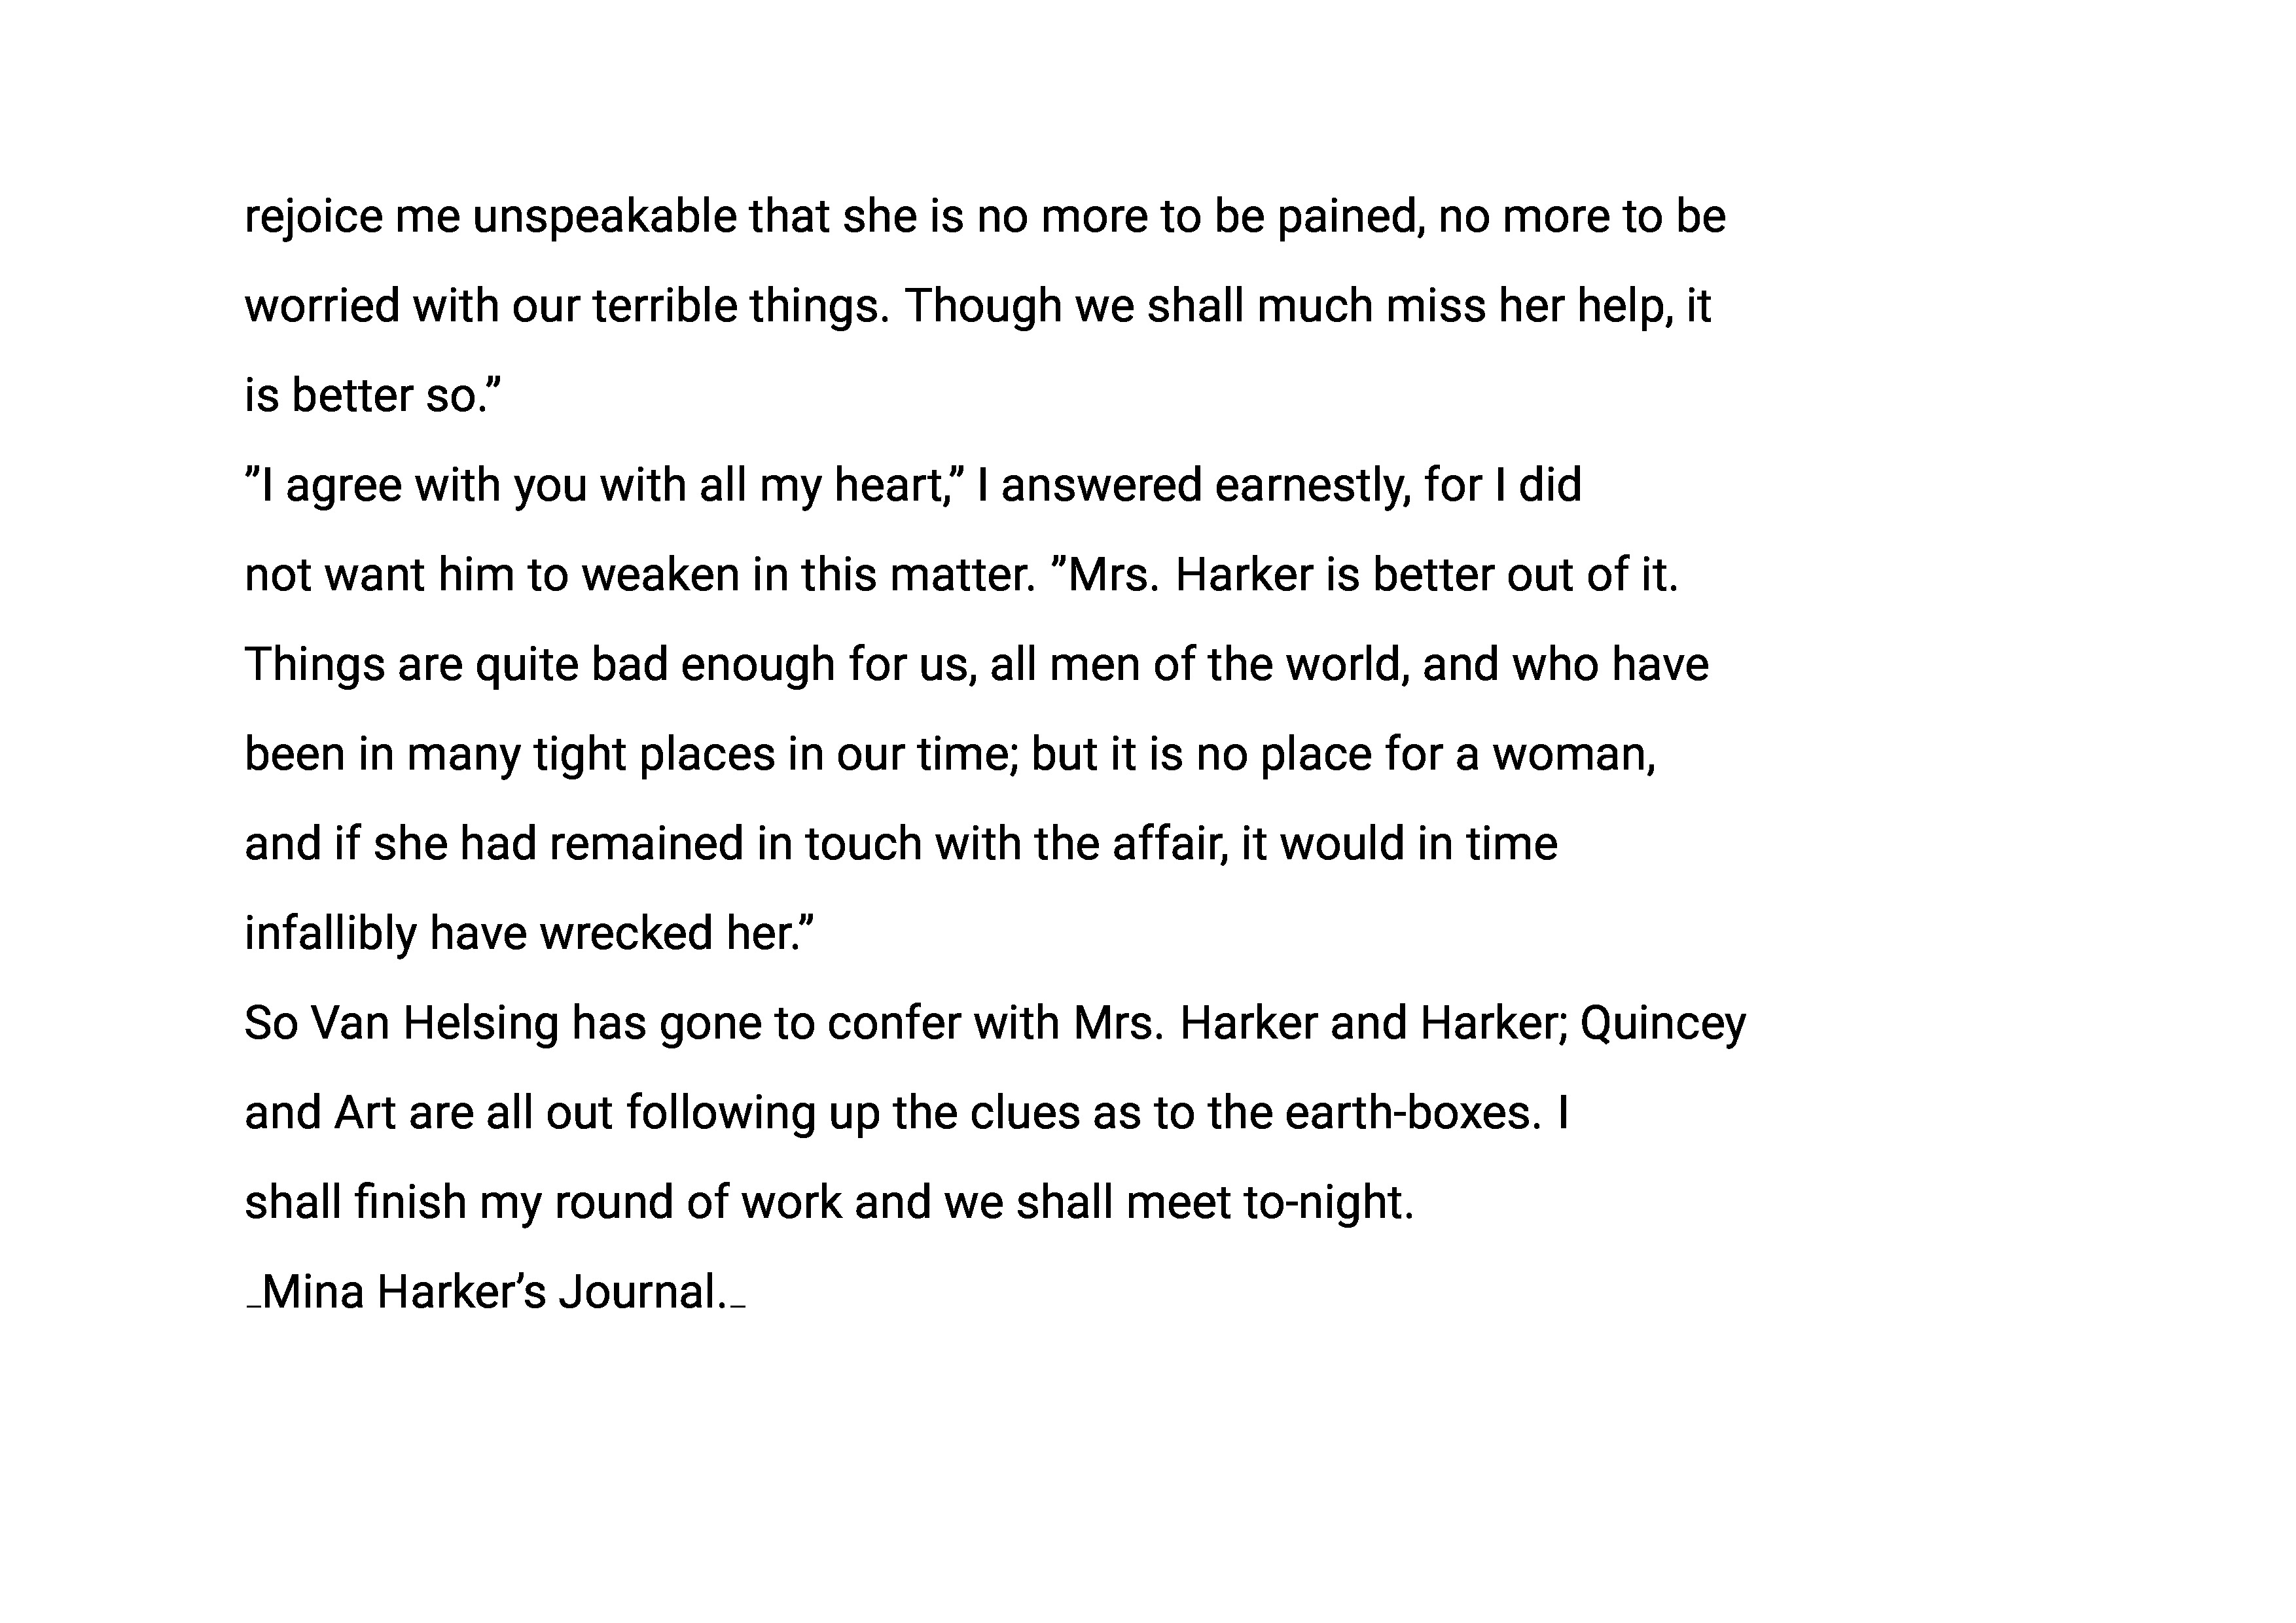 rejoice me unspeakable that she is no more to be pained, no more to be
worried with our terrible things. Though we shall much miss her help, it
is better so.”
”I agree with you with all my heart,” I answered earnestly, for I did
not want him to weaken in this matter. ”Mrs. Harker is better out of it.
Things are quite bad enough for us, all men of the world, and who have
been in many tight places in our time; but it is no place for a woman,
and if she had remained in touch with the affair, it would in time
infallibly have wrecked her.”
So Van Helsing has gone to confer with Mrs. Harker and Harker; Quincey
and Art are all out following up the clues as to the earth-boxes. I
shall finish my round of work and we shall meet to-night.
_Mina Harker’s Journal._